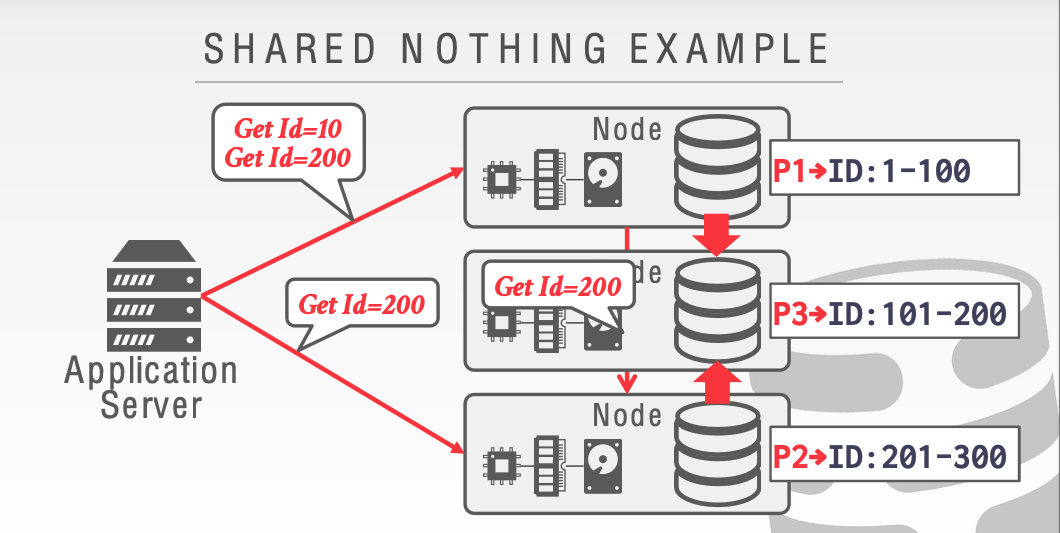 SHARED NOTHING EXAMPLE
Get Id=10
Get Id=200
Node
P1→ID:1-100
Get Id=200
de
Get Id=200
P3→ID:101-200
Application
Server
Node
P2→ID:201-300